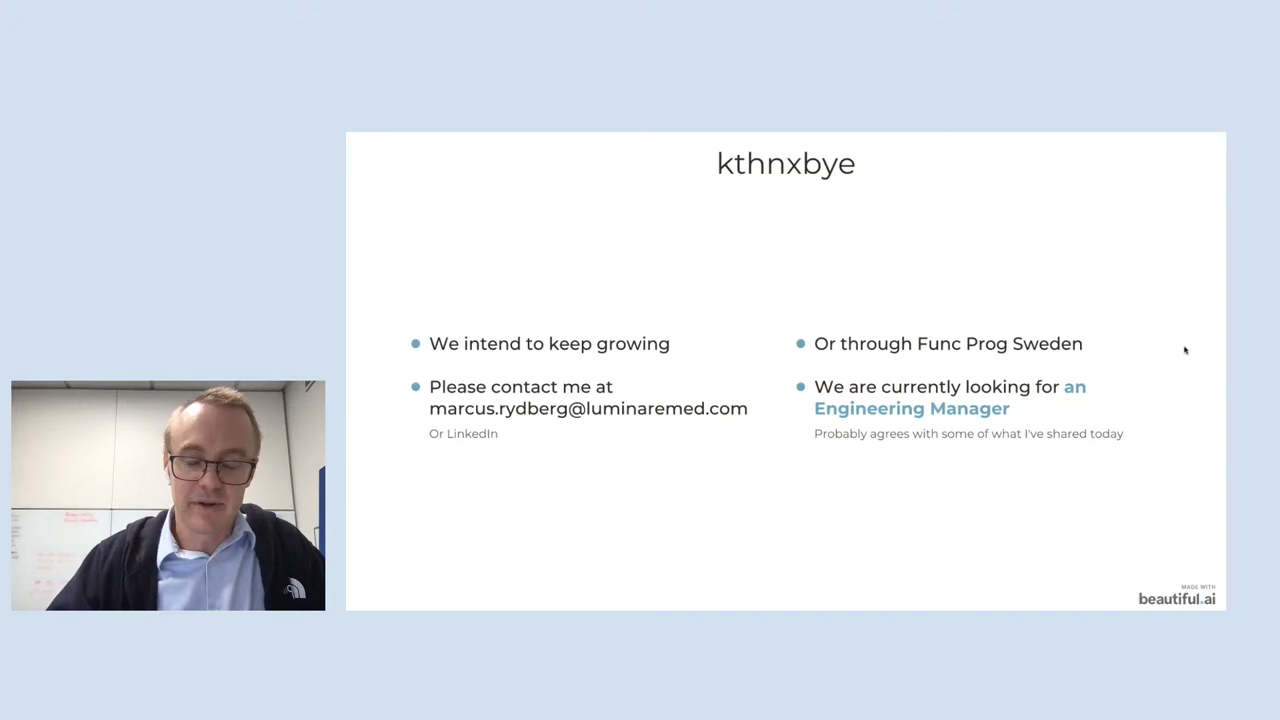 kthnxbye
We intend to keep growing
Please contact me at
marcus.rydberg@luminaremed.com
Or LinkedIn
Or through Func Prog Sweden
We are currently looking for an
Engineering Manager
Probably agrees with some of what I've shared today
MADE WITH
beautiful.ai